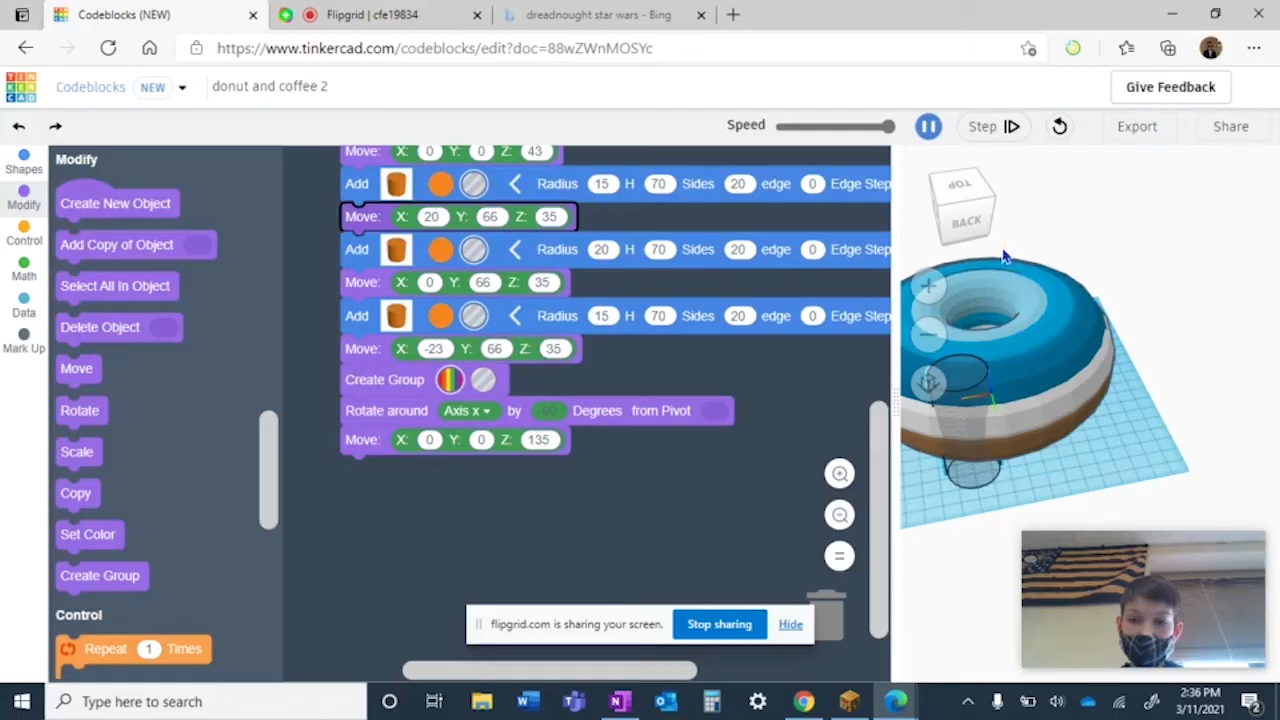 Codeblocks (NEW)
Flipgrid | cfe19834
dreadnought star wars - Bing
https://www.tinkercad.com/codeblocks/edit?doc=88wZWnMOSYc
TIN
KER
CAD
Codeblocks NEW
donut and coffee 2
Give Feedback
Speed
Step
Export
Share
Shapes
Modify
Control
Math
Data
Mark Up
Modify
Create New Object
Add Copy of Object
Select All In Object
Delete Object
Move
Rotate
Scale
Copy
Set Color
Create Group
Control
Repeat 1 Times
Move: X: 0 Y: 0 Z: 43
Add Radius 15 H 70 Sides 20 edge 0 Edge Step
Move: X: 20 Y: 66 Z: 35
Add Radius 20 H 70 Sides 20 edge 0 Edge Step
Move: X: 0 Y: 66 Z: 35
Add Radius 15 H 70 Sides 20 edge 0 Edge Step
Move: X: -23 Y: 66 Z: 35
Create Group
Rotate around Axis x by -90 Degrees from Pivot
Move: X: 0 Y: 0 Z: 135
TOP
BACK
flipgrid.com is sharing your screen. Stop sharing Hide
Type here to search
2:36 PM
3/11/2021
2